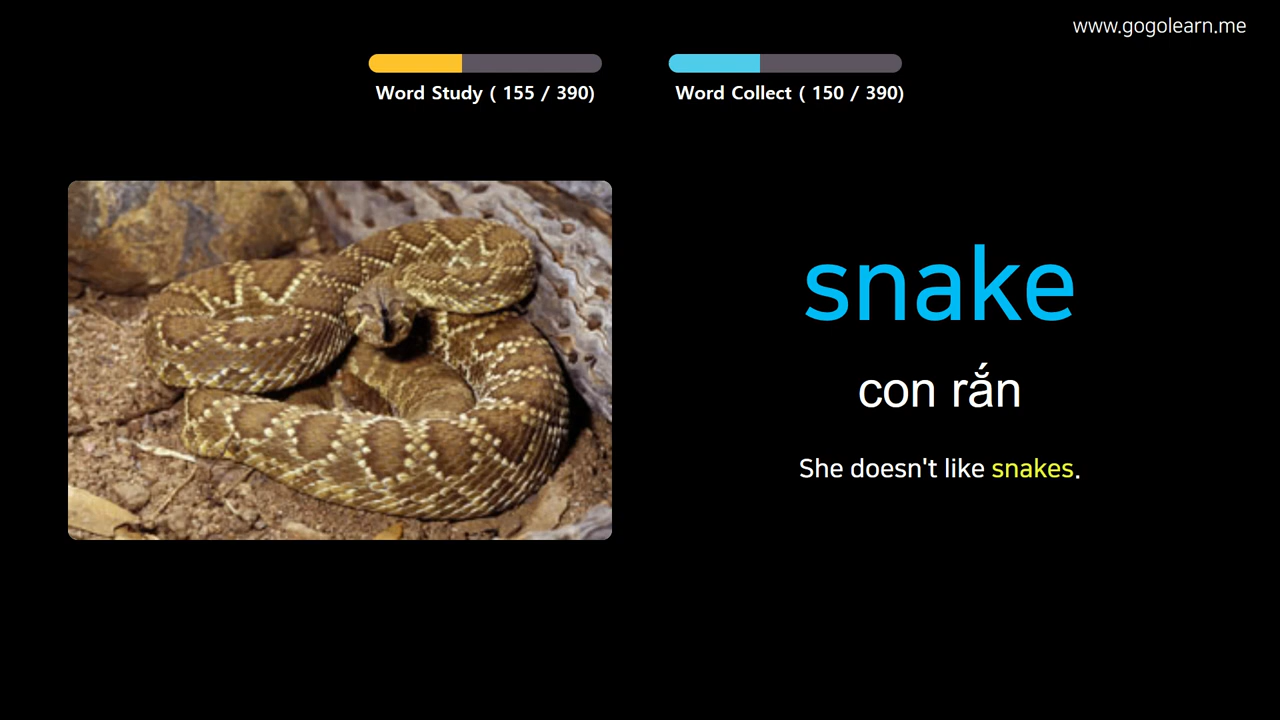 www.gogolearn.me
Word Study ( 155 / 390)
Word Collect ( 150 / 390)
snake
con rắn
She doesn't like snakes.